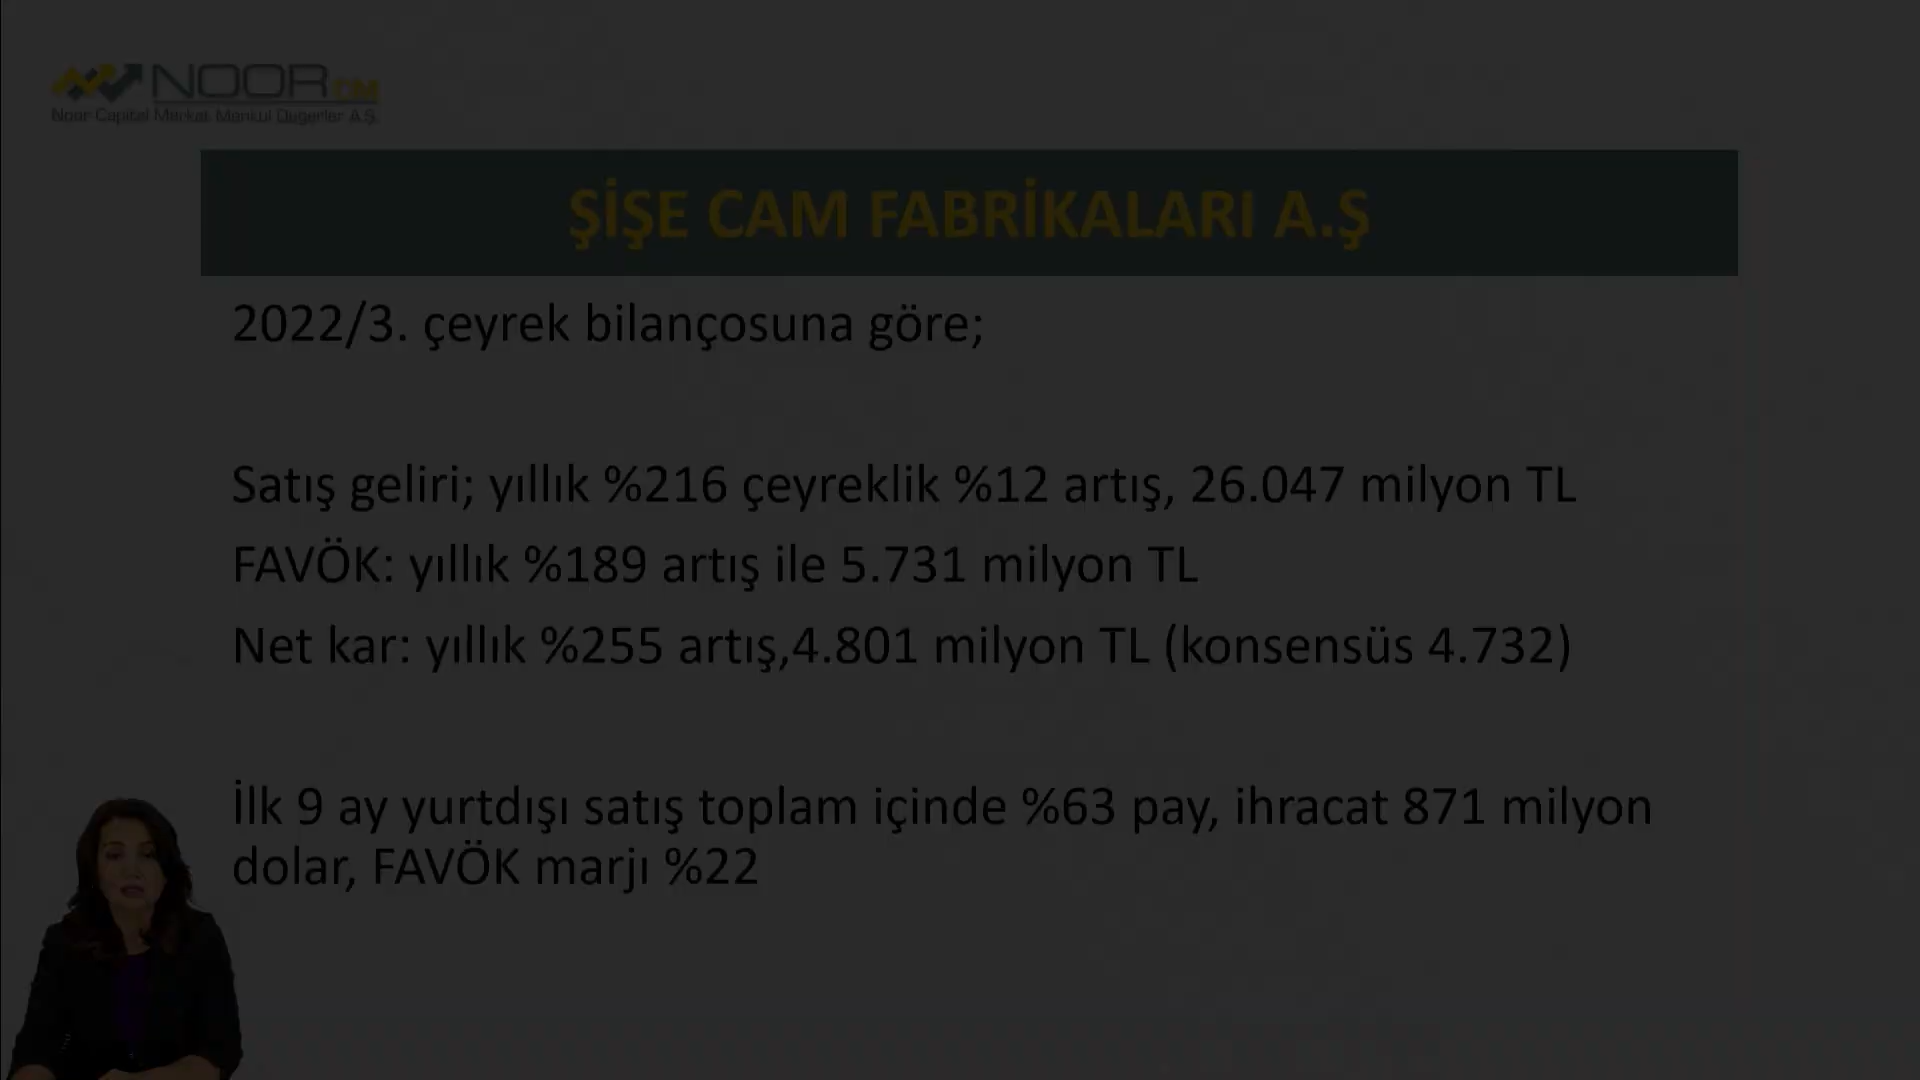 NOORCM
Noor Capital Market Menkul Değerler A.Ş.
ŞİŞE CAM FABRİKALARI A.Ş
2022/3. çeyrek bilançosuna göre;
Satış geliri; yıllık %216 çeyreklik %12 artış, 26.047 milyon TL
FAVÖK: yıllık %189 artış ile 5.731 milyon TL
Net kar: yıllık %255 artış,4.801 milyon TL (konsensüs 4.732)
İlk 9 ay yurtdışı satış toplam içinde %63 pay, ihracat 871 milyon
dolar, FAVÖK marjı %22